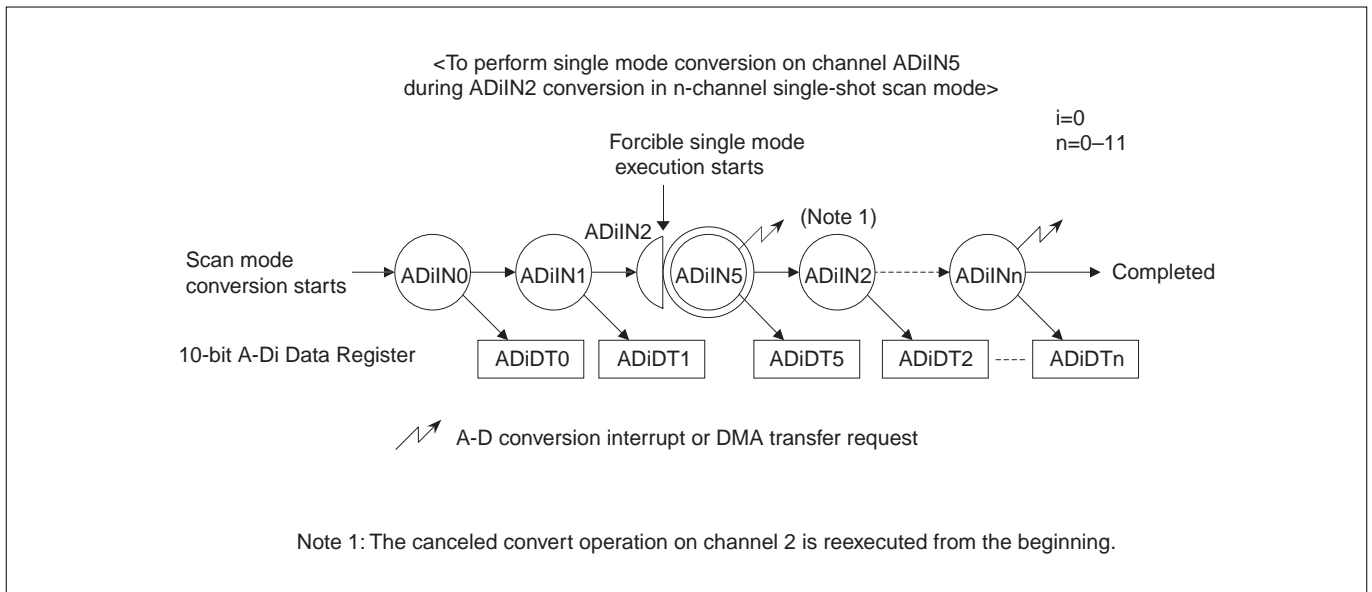 <To perform single mode conversion on channel ADiIN5
during ADiIN2 conversion in n-channel single-shot scan mode>
i=0
n=0–11
Forcible single mode
execution starts
ADiIN2
(Note 1)
Scan mode
conversion starts
ADiIN0
ADiIN1
ADiIN5
ADiIN2
ADiINn
Completed
10-bit A-Di Data Register
ADiDT0
ADiDT1
ADiDT5
ADiDT2
ADiDTn
A-D conversion interrupt or DMA transfer request
Note 1: The canceled convert operation on channel 2 is reexecuted from the beginning.